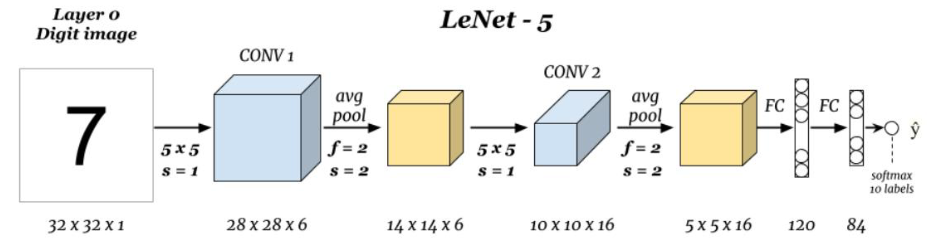 Layer 0
Digit image
LeNet - 5
7
CONV 1
CONV 2
5 x 5
s = 1
avg
pool
f = 2
s = 2
5 x 5
s = 1
avg
pool
f = 2
s = 2
FC
FC
ŷ
softmax
10 labels
32 x 32 x 1
28 x 28 x 6
14 x 14 x 6
10 x 10 x 16
5 x 5 x 16
120
84